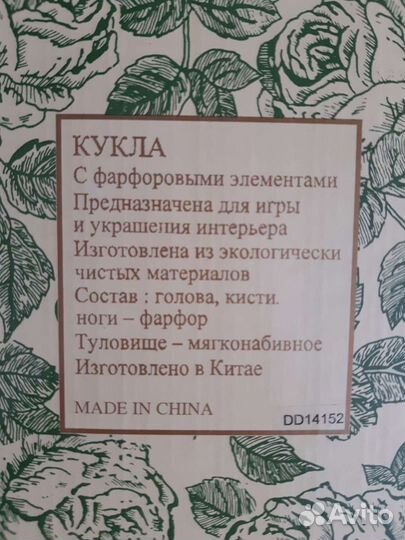 КУКЛА
С фарфоровыми элементами
Предназначена для игры
и украшения интерьера
Изготовлена из экологически
чистых материалов
Состав : голова, кисти.
ноги – фарфор
Туловище – мягконабивное
Изготовлено в Китае
MADE IN CHINA
DD14152
Avito